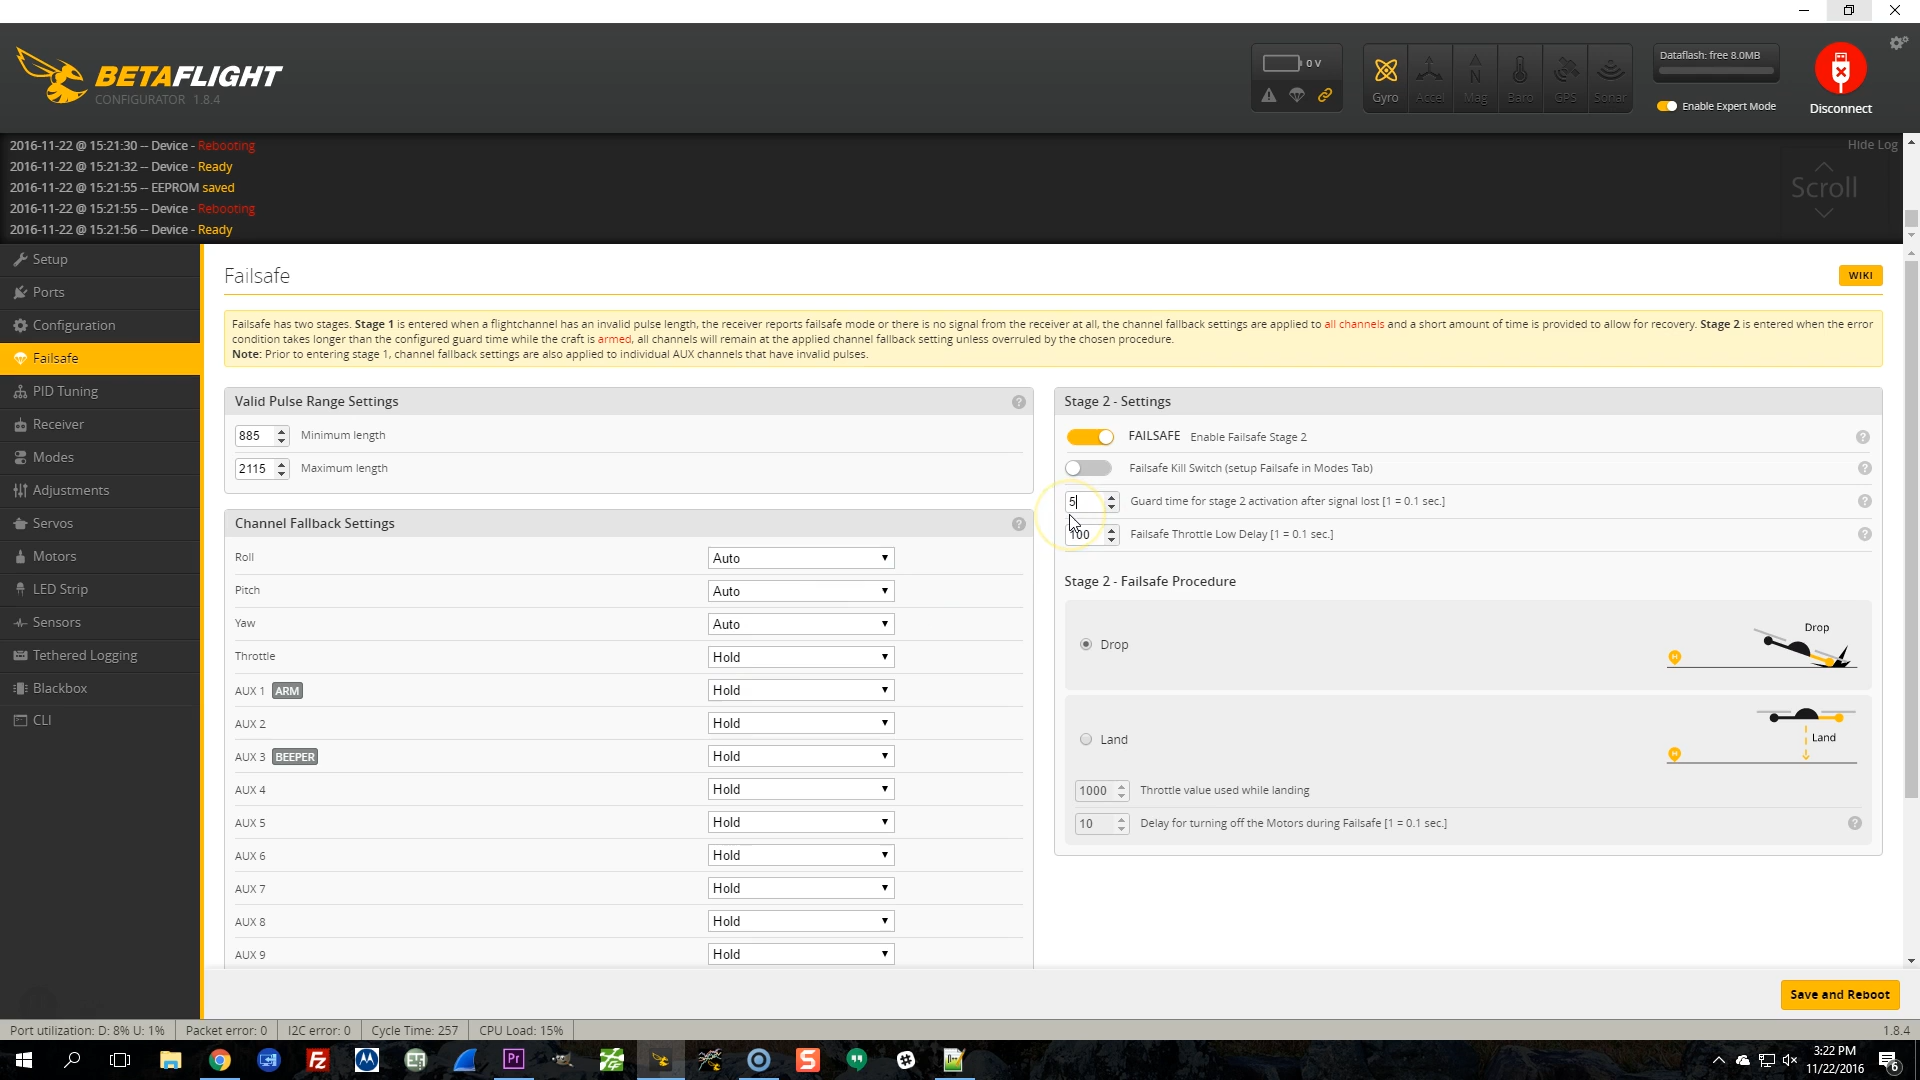 BETAFLIGHT
CONFIGURATOR 1.8.4
0 V
Gyro
Accel
Mag
Baro
GPS
Sonar
Dataflash: free 8.0MB
Enable Expert Mode
Disconnect
2016-11-22 @ 15:21:30 -- Device - Rebooting
2016-11-22 @ 15:21:32 -- Device - Ready
2016-11-22 @ 15:21:55 -- EEPROM saved
2016-11-22 @ 15:21:55 -- Device - Rebooting
2016-11-22 @ 15:21:56 -- Device - Ready
Hide Log
Scroll
Setup
Ports
Configuration
Failsafe
PID Tuning
Receiver
Modes
Adjustments
Servos
Motors
LED Strip
Sensors
Tethered Logging
Blackbox
CLI
Failsafe
WIKI
Failsafe has two stages. Stage 1 is entered when a flightchannel has an invalid pulse length, the receiver reports failsafe mode or there is no signal from the receiver at all, the channel fallback settings are applied to all channels and a short amount of time is provided to allow for recovery. Stage 2 is entered when the error
condition takes longer than the configured guard time while the craft is armed, all channels will remain at the applied channel fallback setting unless overruled by the chosen procedure.
Note: Prior to entering stage 1, channel fallback settings are also applied to individual AUX channels that have invalid pulses.
Valid Pulse Range Settings
885 Minimum length
2115 Maximum length
Channel Fallback Settings
Roll Auto
Pitch Auto
Yaw Auto
Throttle Hold
AUX 1 ARM Hold
AUX 2 Hold
AUX 3 BEEPER Hold
AUX 4 Hold
AUX 5 Hold
AUX 6 Hold
AUX 7 Hold
AUX 8 Hold
AUX 9 Hold
Stage 2 - Settings
FAILSAFE Enable Failsafe Stage 2
Failsafe Kill Switch (setup Failsafe in Modes Tab)
5 Guard time for stage 2 activation after signal lost [1 = 0.1 sec.]
100 Failsafe Throttle Low Delay [1 = 0.1 sec.]
Stage 2 - Failsafe Procedure
Drop
Drop
H
Land
Land
H
1000 Throttle value used while landing
10 Delay for turning off the Motors during Failsafe [1 = 0.1 sec.]
Save and Reboot
Port utilization: D: 8% U: 1%
Packet error: 0
I2C error: 0
Cycle Time: 257
CPU Load: 15%
1.8.4
3:22 PM
11/22/2016
6